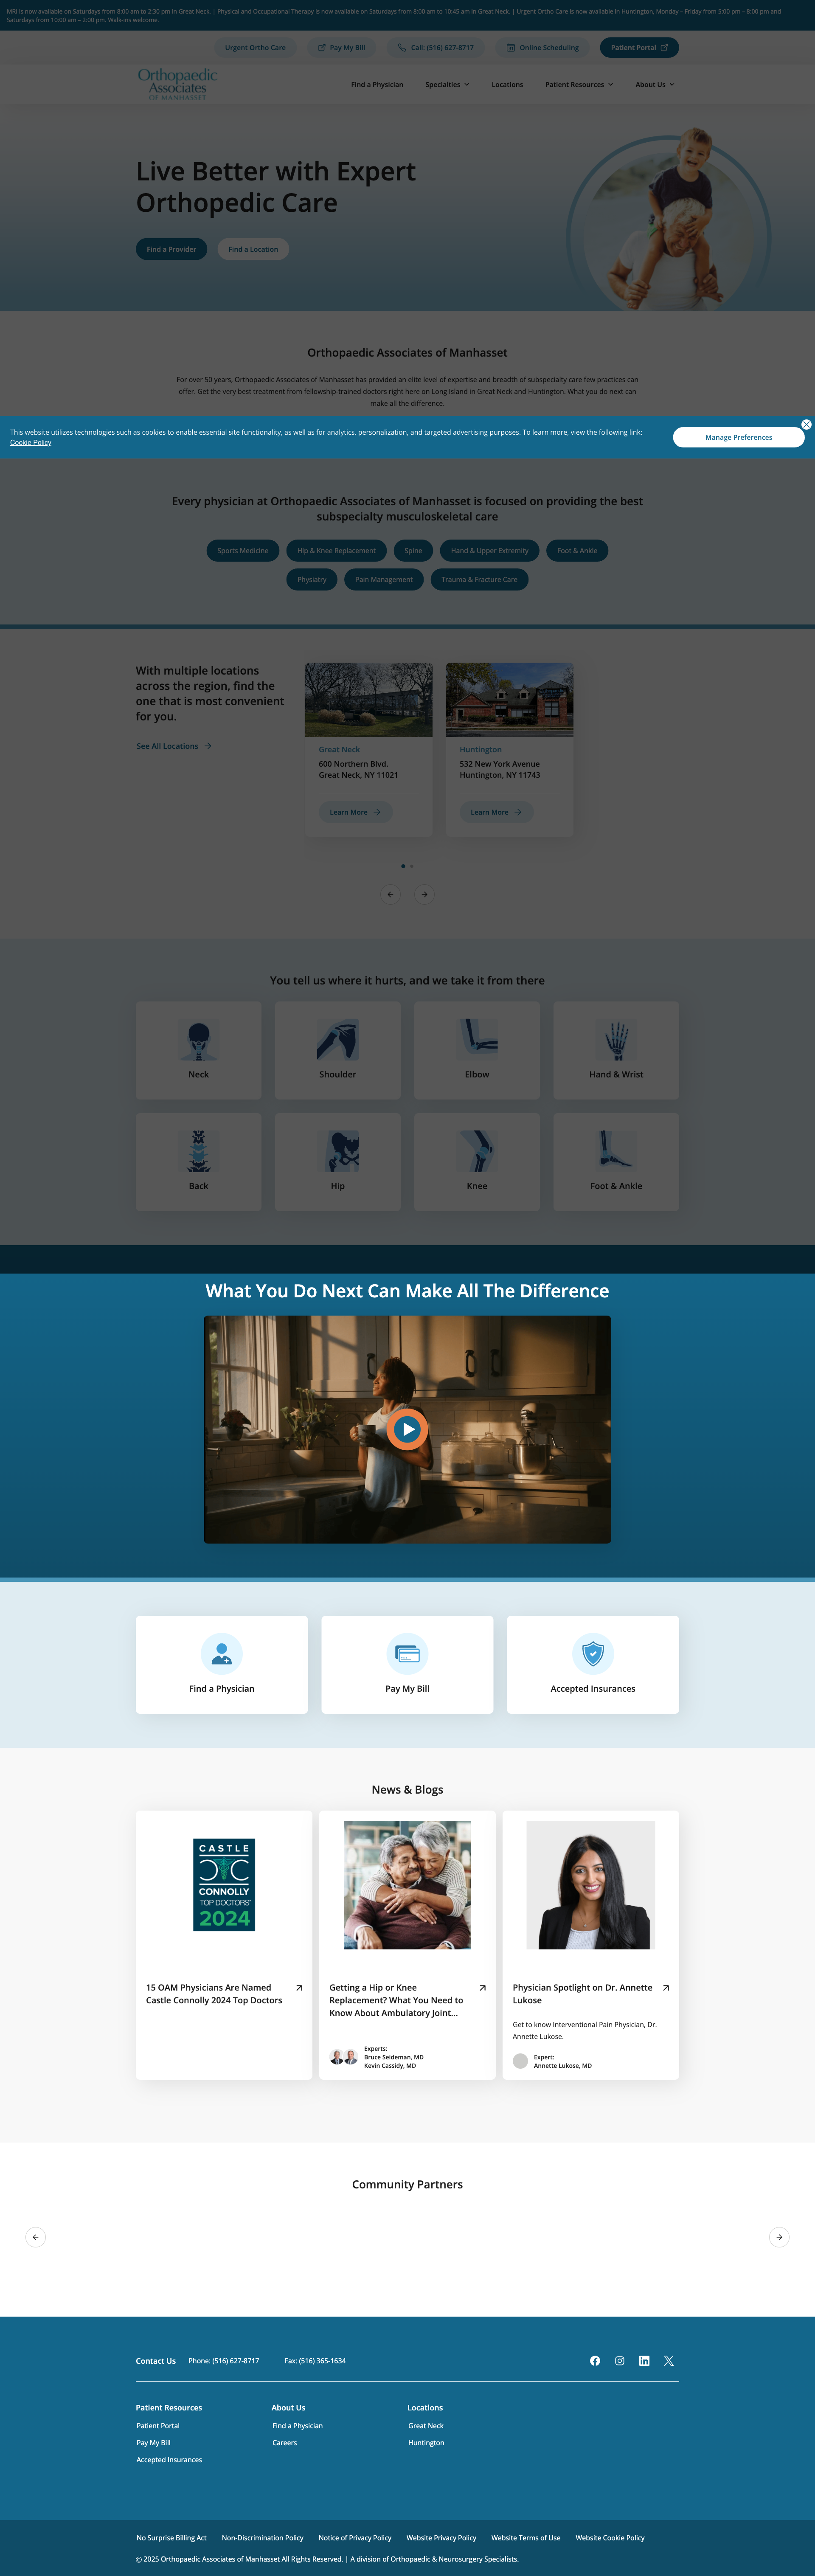 MRI is now available on Saturdays from 8:00 am to 2:30 pm in Great Neck. | Physical and Occupational Therapy is now available on Saturdays from 8:00 am to 10:45 am in Great Neck. | Urgent Ortho Care is now available in Huntington, Monday – Friday from 5:00 pm – 8:00 pm and
Saturdays from 10:00 am – 2:00 pm. Walk-ins welcome.
Urgent Ortho Care
Pay My Bill
Call: (516) 627-8717
Online Scheduling
Patient Portal
Orthopaedic
Associates
OF MANHASSET
Find a Physician
Specialties
Locations
Patient Resources
About Us
Live Better with Expert
Orthopedic Care
Find a Provider
Find a Location
Orthopaedic Associates of Manhasset
For over 50 years, Orthopaedic Associates of Manhasset has provided an elite level of expertise and breadth of subspecialty care few practices can
offer. Get the very best treatment from fellowship-trained doctors right here on Long Island in Great Neck and Huntington. What you do next can
make all the difference.
This website utilizes technologies such as cookies to enable essential site functionality, as well as for analytics, personalization, and targeted advertising purposes. To learn more, view the following link:
Cookie Policy
Manage Preferences
Every physician at Orthopaedic Associates of Manhasset is focused on providing the best
subspecialty musculoskeletal care
Sports Medicine
Hip & Knee Replacement
Spine
Hand & Upper Extremity
Foot & Ankle
Physiatry
Pain Management
Trauma & Fracture Care
With multiple locations
across the region, find the
one that is most convenient
for you.
See All Locations
Great Neck
600 Northern Blvd.
Great Neck, NY 11021
Learn More
Huntington
532 New York Avenue
Huntington, NY 11743
Learn More
You tell us where it hurts, and we take it from there
Neck
Shoulder
Elbow
Hand & Wrist
Back
Hip
Knee
Foot & Ankle
What You Do Next Can Make All The Difference
Find a Physician
Pay My Bill
Accepted Insurances
News & Blogs
CASTLE
CONNOLLY
TOP DOCTORS
2024
15 OAM Physicians Are Named
Castle Connolly 2024 Top Doctors
Getting a Hip or Knee
Replacement? What You Need to
Know About Ambulatory Joint...
Experts:
Bruce Seideman, MD
Kevin Cassidy, MD
Physician Spotlight on Dr. Annette
Lukose
Get to know Interventional Pain Physician, Dr.
Annette Lukose.
Expert:
Annette Lukose, MD
Community Partners
Contact Us
Phone: (516) 627-8717
Fax: (516) 365-1634
Patient Resources
Patient Portal
Pay My Bill
Accepted Insurances
About Us
Find a Physician
Careers
Locations
Great Neck
Huntington
No Surprise Billing Act
Non-Discrimination Policy
Notice of Privacy Policy
Website Privacy Policy
Website Terms of Use
Website Cookie Policy
© 2025 Orthopaedic Associates of Manhasset All Rights Reserved. | A division of Orthopaedic & Neurosurgery Specialists.